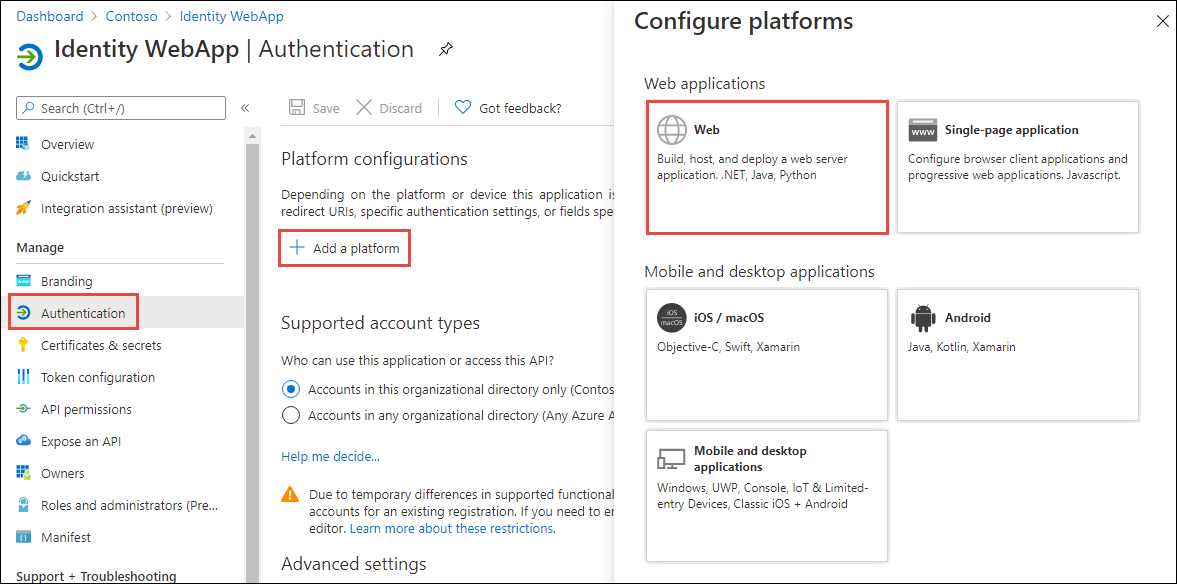 Dashboard > Contoso > Identity WebApp
Identity WebApp | Authentication
Search (Ctrl+/)
«
Overview
Quickstart
Integration assistant (preview)
Manage
Branding
Authentication
Certificates & secrets
Token configuration
API permissions
Expose an API
Owners
Roles and administrators (Pre...
Manifest
Support + Troubleshooting
Save
Discard
Got feedback?
Platform configurations
Depending on the platform or device this application is
redirect URIs, specific authentication settings, or fields spe
Add a platform
Supported account types
Who can use this application or access this API?
Accounts in this organizational directory only (Contos
Accounts in any organizational directory (Any Azure A
Help me decide...
Due to temporary differences in supported functional
accounts for an existing registration. If you need to en
editor. Learn more about these restrictions.
Advanced settings
Configure platforms
Web applications
Web
Build, host, and deploy a web server
application. .NET, Java, Python
www
Single-page application
Configure browser client applications and
progressive web applications. Javascript.
Mobile and desktop applications
iOS
macOS
iOS / macOS
Objective-C, Swift, Xamarin
Android
Java, Kotlin, Xamarin
Mobile and desktop
applications
Windows, UWP, Console, IoT & Limited-
entry Devices, Classic iOS + Android